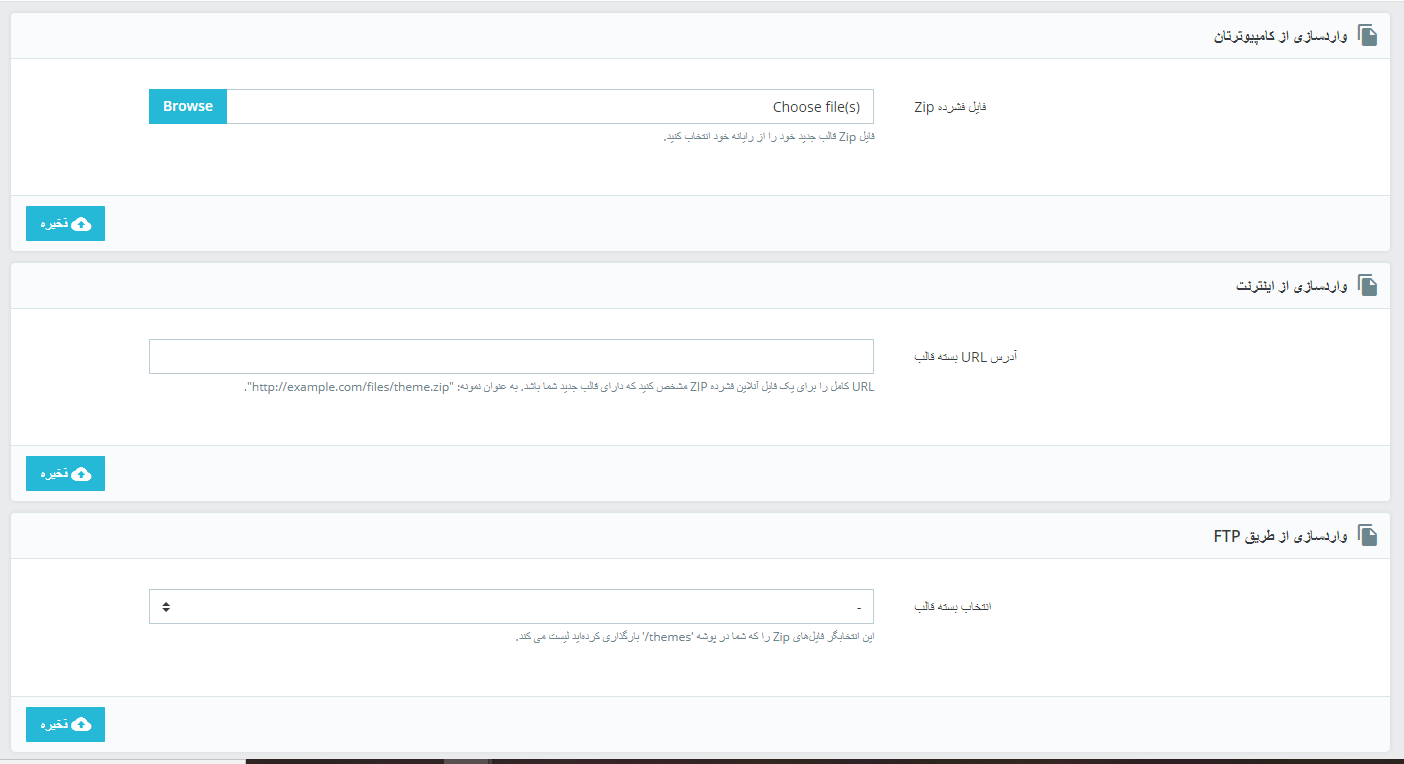 واردسازی از کامپیوترتان
فایل فشرده Zip
Choose file(s)
Browse
فایل Zip قالب جدید خود را از رایانه خود انتخاب کنید.
ذخیره
واردسازی از اینترنت
آدرس URL بسته قالب
URL کامل را برای یک فایل آنلاین فشرده ZIP مشخص کنید که دارای قالب جدید شما باشد. به عنوان نمونه: "http://example.com/files/theme.zip".
ذخیره
واردسازی از طریق FTP
انتخاب بسته قالب
-
این انتخابگر فایل‌های Zip را که شما در پوشه '/themes' بارگذاری کرده‌اید لیست می کند.
ذخیره